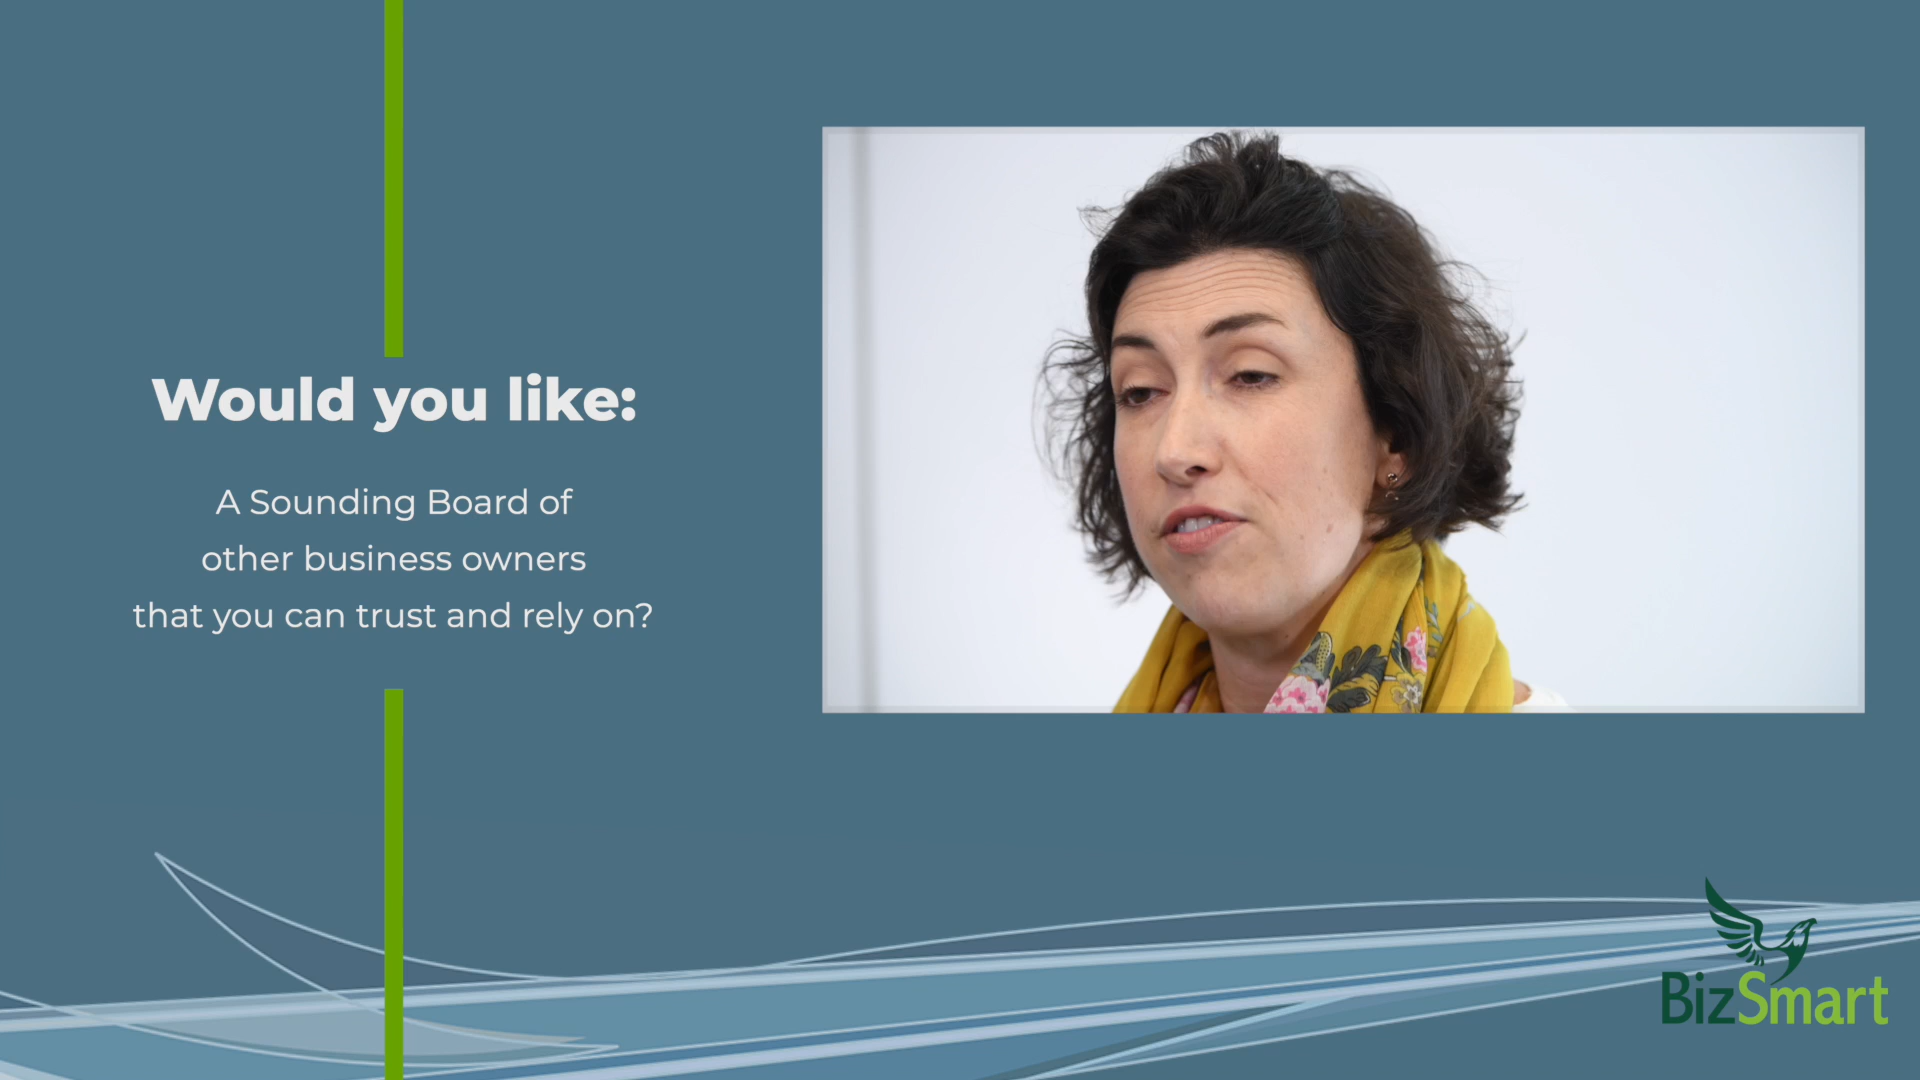 Would you like:
A Sounding Board of
other business owners
that you can trust and rely on?
BizSmart